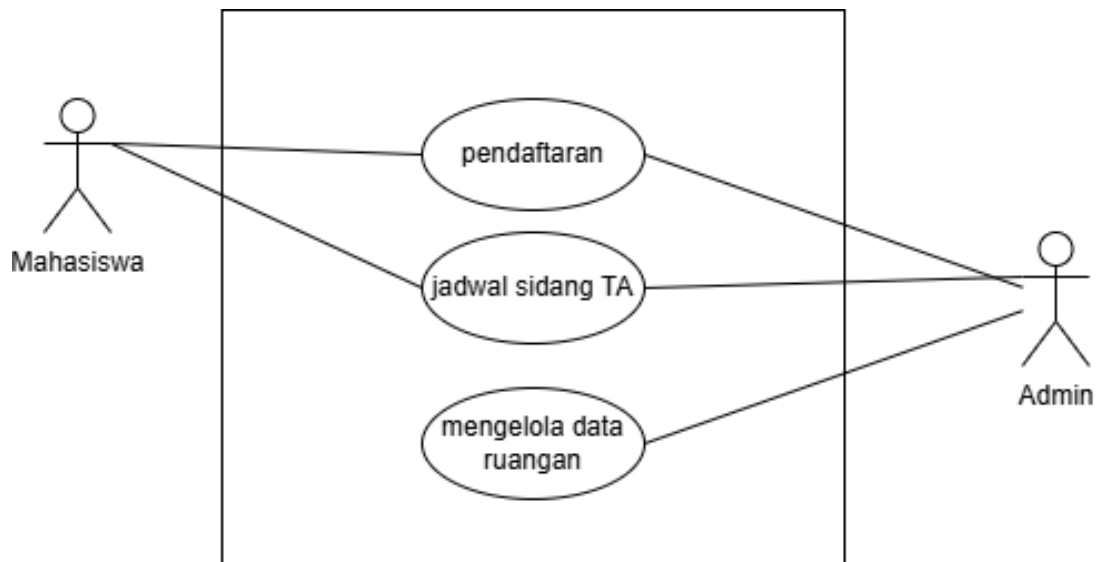 pendaftaran
Mahasiswa
jadwal sidang TA
Admin
mengelola data
ruangan